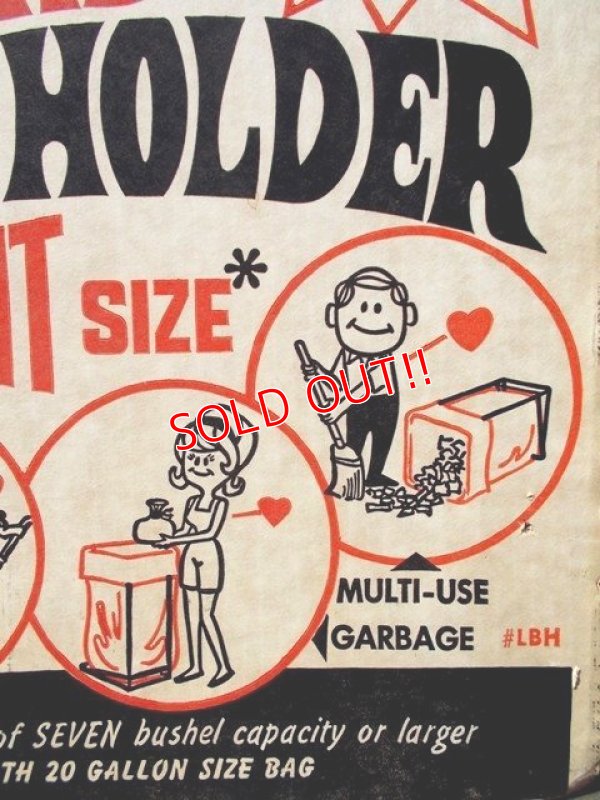 HOLDER
SIZE*
SOLD OUT!!
MULTI-USE
GARBAGE #LBH
of SEVEN bushel capacity or larger
TH 20 GALLON SIZE BAG